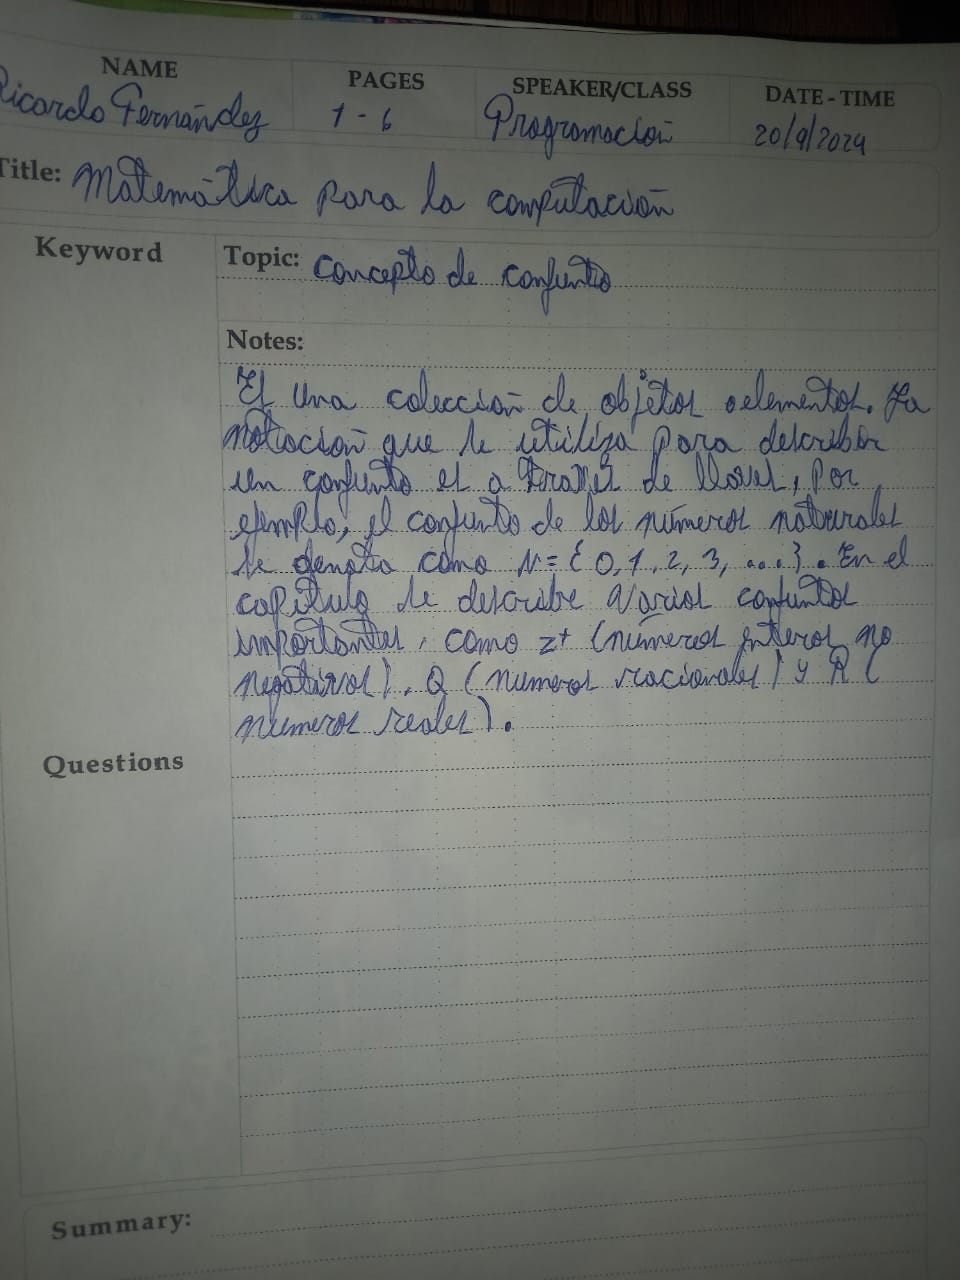 NAME PAGES SPEAKER/CLASS DATE - TIME
Ricardo Fernández 1 - 6 Programación 20/9/2024
Title: Matemática para la computación
Keyword
Topic: Concepto de conjunto
Notes:
Es una colección de objetos o elementos. La
notación que se utiliza para describir
un conjunto es a través de llaves, por
ejemplo, el conjunto de los números naturales
se denota como N = { 0, 1, 2, 3, ....}. En el
capítulo se describe varios conjuntos
importantes, como z+ (números enteros no
negativos), Q (numeros racionales) y R (
números reales).
Questions
Summary: